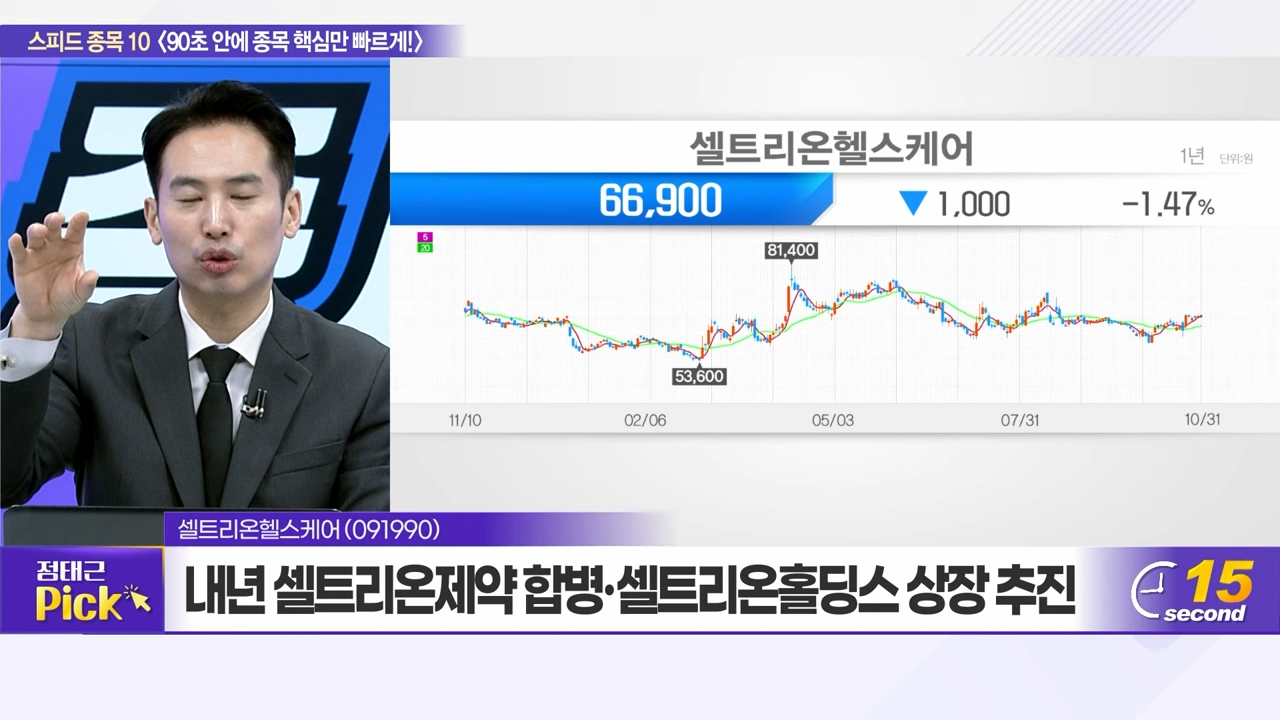 스피드 종목 10 〈90초 안에 종목 핵심만 빠르게!〉
셀트리온헬스케어
1년 단위:원
66,900 ▼ 1,000 -1.47%
5
20
81,400
53,600
11/10 02/06 05/03 07/31 10/31
셀트리온헬스케어(091990)
점태근
Pick
내년 셀트리온제약 합병·셀트리온홀딩스 상장 추진
15
second